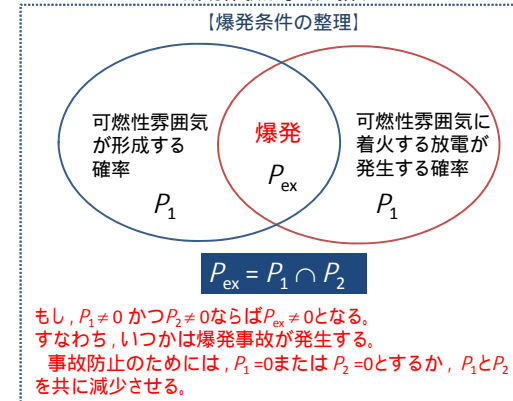 【爆発条件の整理】
可燃性雰囲気
が形成する
確率
P1
爆発
Pex
可燃性雰囲気に
着火する放電が
発生する確率
P1
Pex = P1 ∩ P2
もし, P1≠0 かつP2≠0ならばPex≠0となる。
すなわち, いつかは爆発事故が発生する。
事故防止のためには, P1=0または P2=0とするか, P1とP2
を共に減少させる。